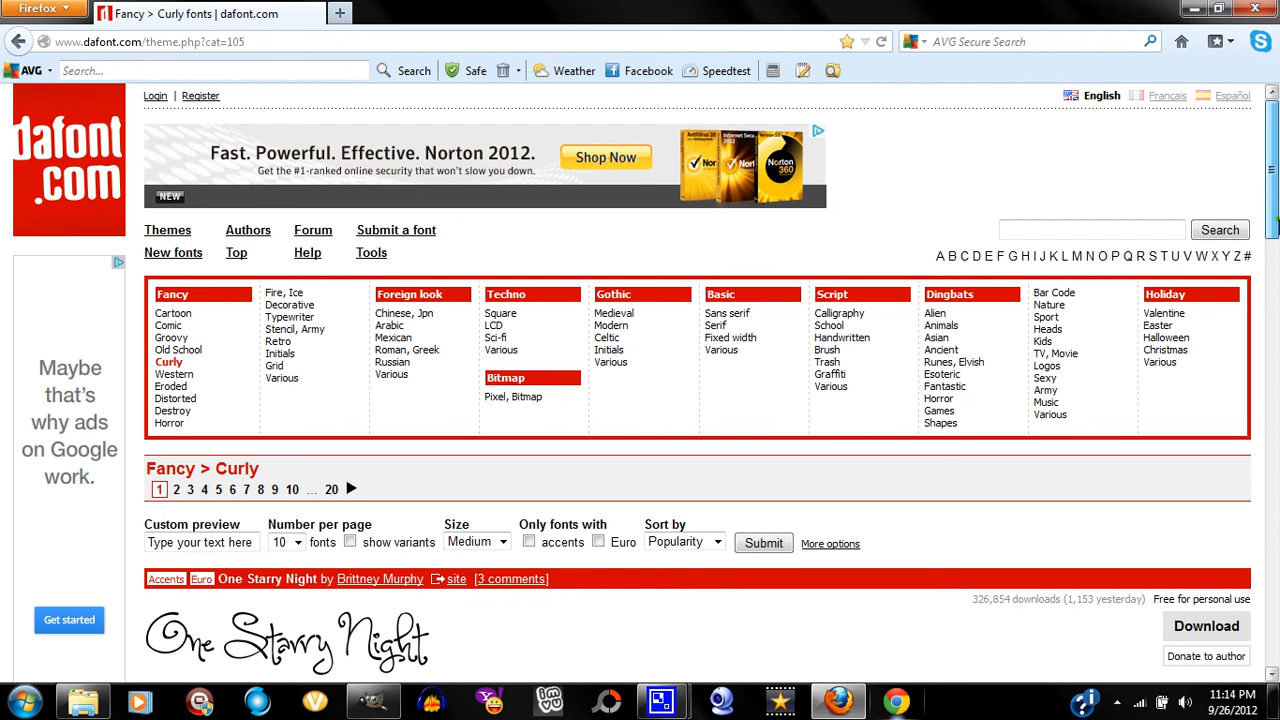 Firefox
Fancy > Curly fonts | dafont.com
www.dafont.com/theme.php?cat=105
AVG Secure Search
AVG Search... Search Safe Weather Facebook Speedtest
dafont
.com
Login | Register
English Français Español
Fast. Powerful. Effective. Norton 2012.
Get the #1-ranked online security that won't slow you down.
Shop Now
NEW
Themes Authors Forum Submit a font
New fonts Top Help Tools
Search
A B C D E F G H I J K L M N O P Q R S T U V W X Y Z #
Fancy
Cartoon
Comic
Groovy
Old School
Curly
Western
Eroded
Distorted
Destroy
Horror
Fire, Ice
Decorative
Typewriter
Stencil, Army
Retro
Initials
Grid
Various
Foreign look
Chinese, Jpn
Arabic
Mexican
Roman, Greek
Russian
Various
Techno
Square
LCD
Sci-fi
Various
Bitmap
Pixel, Bitmap
Gothic
Medieval
Modern
Celtic
Initials
Various
Basic
Sans serif
Serif
Fixed width
Various
Script
Calligraphy
School
Handwritten
Brush
Trash
Graffiti
Various
Dingbats
Alien
Animals
Asian
Ancient
Runes, Elvish
Esoteric
Fantastic
Horror
Games
Shapes
Bar Code
Nature
Sport
Heads
Kids
TV, Movie
Logos
Sexy
Army
Music
Various
Holiday
Valentine
Easter
Halloween
Christmas
Various
Maybe
that's
why ads
on Google
work.
Get started
Fancy > Curly
1 2 3 4 5 6 7 8 9 10 ... 20
Custom preview Number per page Size Only fonts with Sort by
Type your text here 10 fonts show variants Medium accents Euro Popularity Submit More options
Accents Euro One Starry Night by Brittney Murphy site [3 comments]
326,854 downloads (1,153 yesterday) Free for personal use
One Starry Night
Download
Donate to author
11:14 PM
9/26/2012